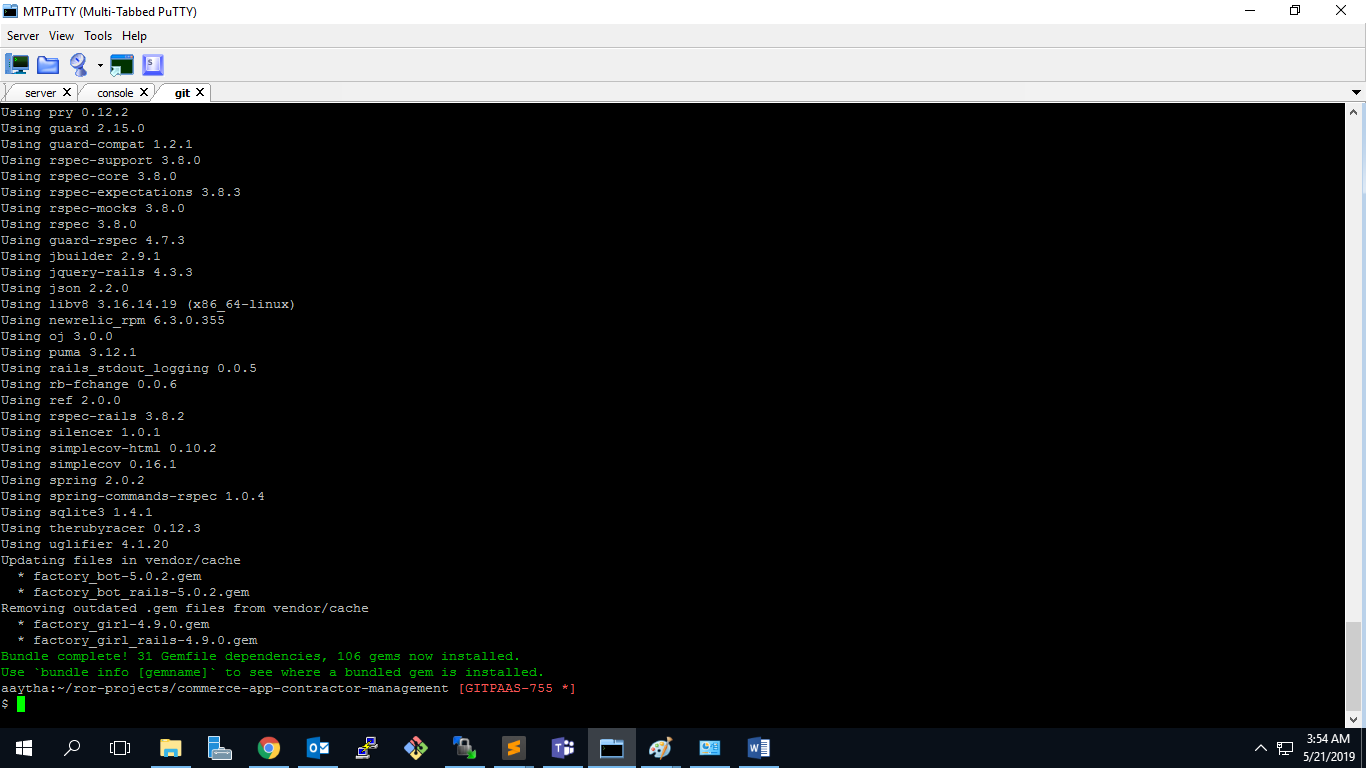 MTPuTTY (Multi-Tabbed PuTTY)
Server View Tools Help
server console git
Using pry 0.12.2
Using guard 2.15.0
Using guard-compat 1.2.1
Using rspec-support 3.8.0
Using rspec-core 3.8.0
Using rspec-expectations 3.8.3
Using rspec-mocks 3.8.0
Using rspec 3.8.0
Using guard-rspec 4.7.3
Using jbuilder 2.9.1
Using jquery-rails 4.3.3
Using json 2.2.0
Using libv8 3.16.14.19 (x86_64-linux)
Using newrelic_rpm 6.3.0.355
Using oj 3.0.0
Using puma 3.12.1
Using rails_stdout_logging 0.0.5
Using rb-fchange 0.0.6
Using ref 2.0.0
Using rspec-rails 3.8.2
Using silencer 1.0.1
Using simplecov-html 0.10.2
Using simplecov 0.16.1
Using spring 2.0.2
Using spring-commands-rspec 1.0.4
Using sqlite3 1.4.1
Using therubyracer 0.12.3
Using uglifier 4.1.20
Updating files in vendor/cache
  * factory_bot-5.0.2.gem
  * factory_bot_rails-5.0.2.gem
Removing outdated .gem files from vendor/cache
  * factory_girl-4.9.0.gem
  * factory_girl_rails-4.9.0.gem
Bundle complete! 31 Gemfile dependencies, 106 gems now installed.
Use `bundle info [gemname]` to see where a bundled gem is installed.
aaytha:~/ror-projects/commerce-app-contractor-management [GITPAAS-755 *]
$
3:54 AM
5/21/2019